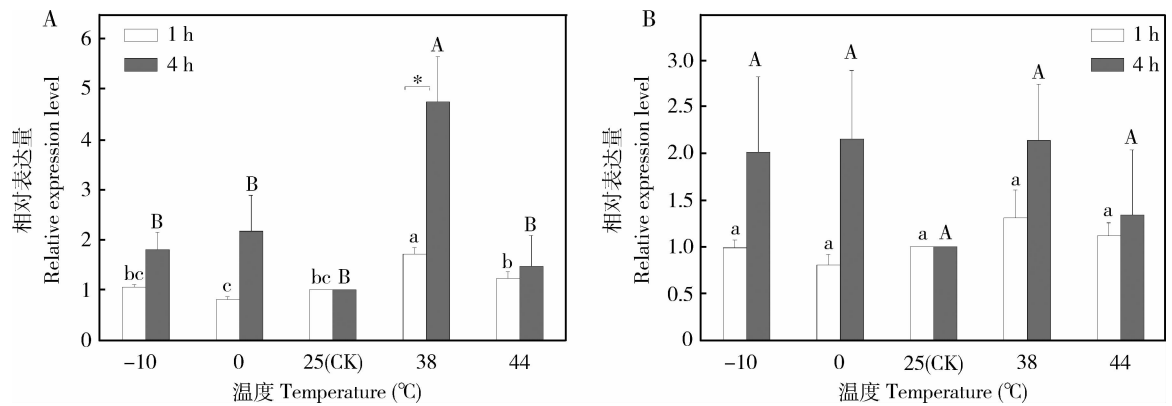 A
1 h
4 h
相对表达量
Relative expression level
6
5
4
3
2
1
0
bc
B
c
B
bc B
*
a
A
b
B
-10
0
25(CK)
38
44
温度 Temperature (℃)
B
1 h
4 h
相对表达量
Relative expression level
3.0
2.5
2.0
1.5
1.0
0.5
0
a
A
a
A
a A
a
A
a
A
-10
0
25(CK)
38
44
温度 Temperature (℃)